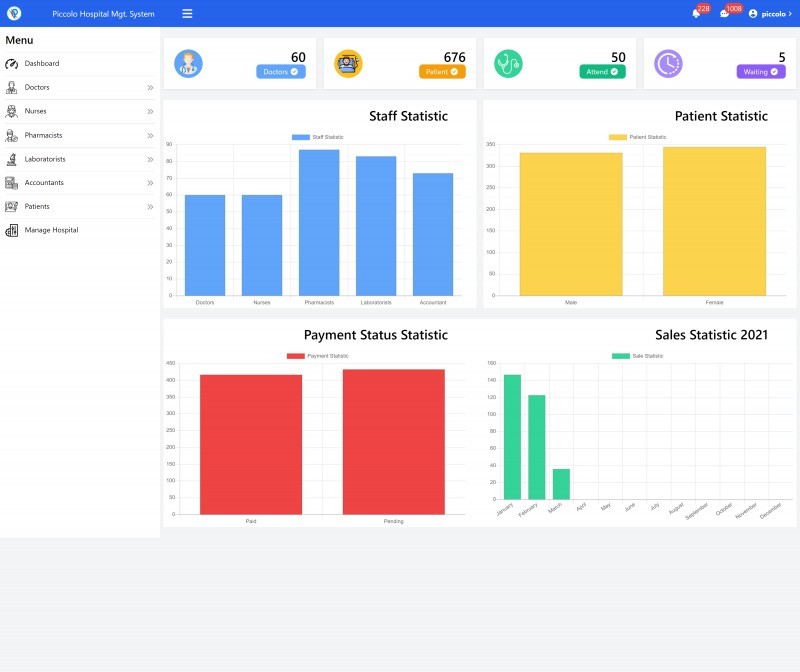 Piccolo Hospital Mgt. System
228
1008
piccolo
Menu
Dashboard
Doctors
Nurses
Pharmacists
Laboratorists
Accountants
Patients
Manage Hospital
60
Doctors
676
Patient
50
Attend
5
Waiting
Staff Statistic
Staff Statistic
90
80
70
60
50
40
30
20
10
0
Doctors Nurses Pharmacists Laboratorists Accountant
Patient Statistic
Patient Statistic
350
300
250
200
150
100
50
0
Male Female
Payment Status Statistic
Payment Statistic
450
400
350
300
250
200
150
100
50
0
Paid Pending
Sales Statistic 2021
Sale Statistic
160
140
120
100
80
60
40
20
0
January February March April May June July August September October November December